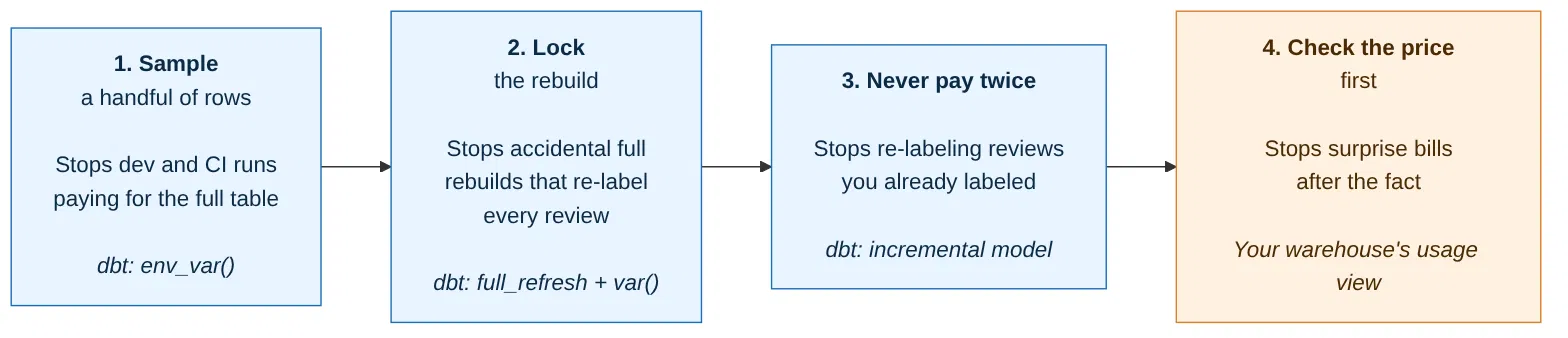 1. Sample
a handful of rows
Stops dev and CI runs
paying for the full table
dbt: env_var()
2. Lock
the rebuild
Stops accidental full
rebuilds that re-label
every review
dbt: full_refresh + var()
3. Never pay twice
Stops re-labeling reviews
you already labeled
dbt: incremental model
4. Check the price
first
Stops surprise bills
after the fact
Your warehouse's usage
view